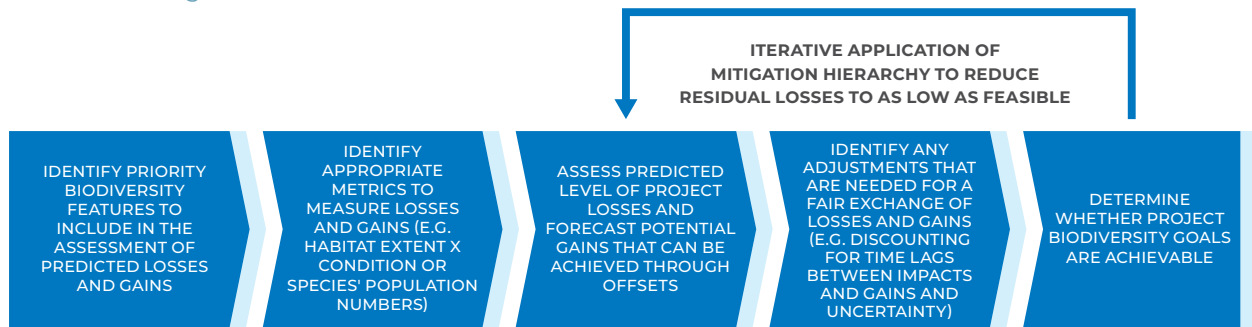 ITERATIVE APPLICATION OF
MITIGATION HIERARCHY TO REDUCE
RESIDUAL LOSSES TO AS LOW AS FEASIBLE
IDENTIFY PRIORITY
BIODIVERSITY
FEATURES TO
INCLUDE IN THE
ASSESSMENT OF
PREDICTED LOSSES
AND GAINS
IDENTIFY
APPROPRIATE
METRICS TO
MEASURE LOSSES
AND GAINS (E.G.
HABITAT EXTENT X
CONDITION OR
SPECIES' POPULATION
NUMBERS)
ASSESS PREDICTED
LEVEL OF PROJECT
LOSSES AND
FORECAST POTENTIAL
GAINS THAT CAN BE
ACHIEVED THROUGH
OFFSETS
IDENTIFY ANY
ADJUSTMENTS THAT
ARE NEEDED FOR A
FAIR EXCHANGE OF
LOSSES AND GAINS
(E.G. DISCOUNTING
FOR TIME LAGS
BETWEEN IMPACTS
AND GAINS AND
UNCERTAINTY)
DETERMINE
WHETHER PROJECT
BIODIVERSITY GOALS
ARE ACHIEVABLE